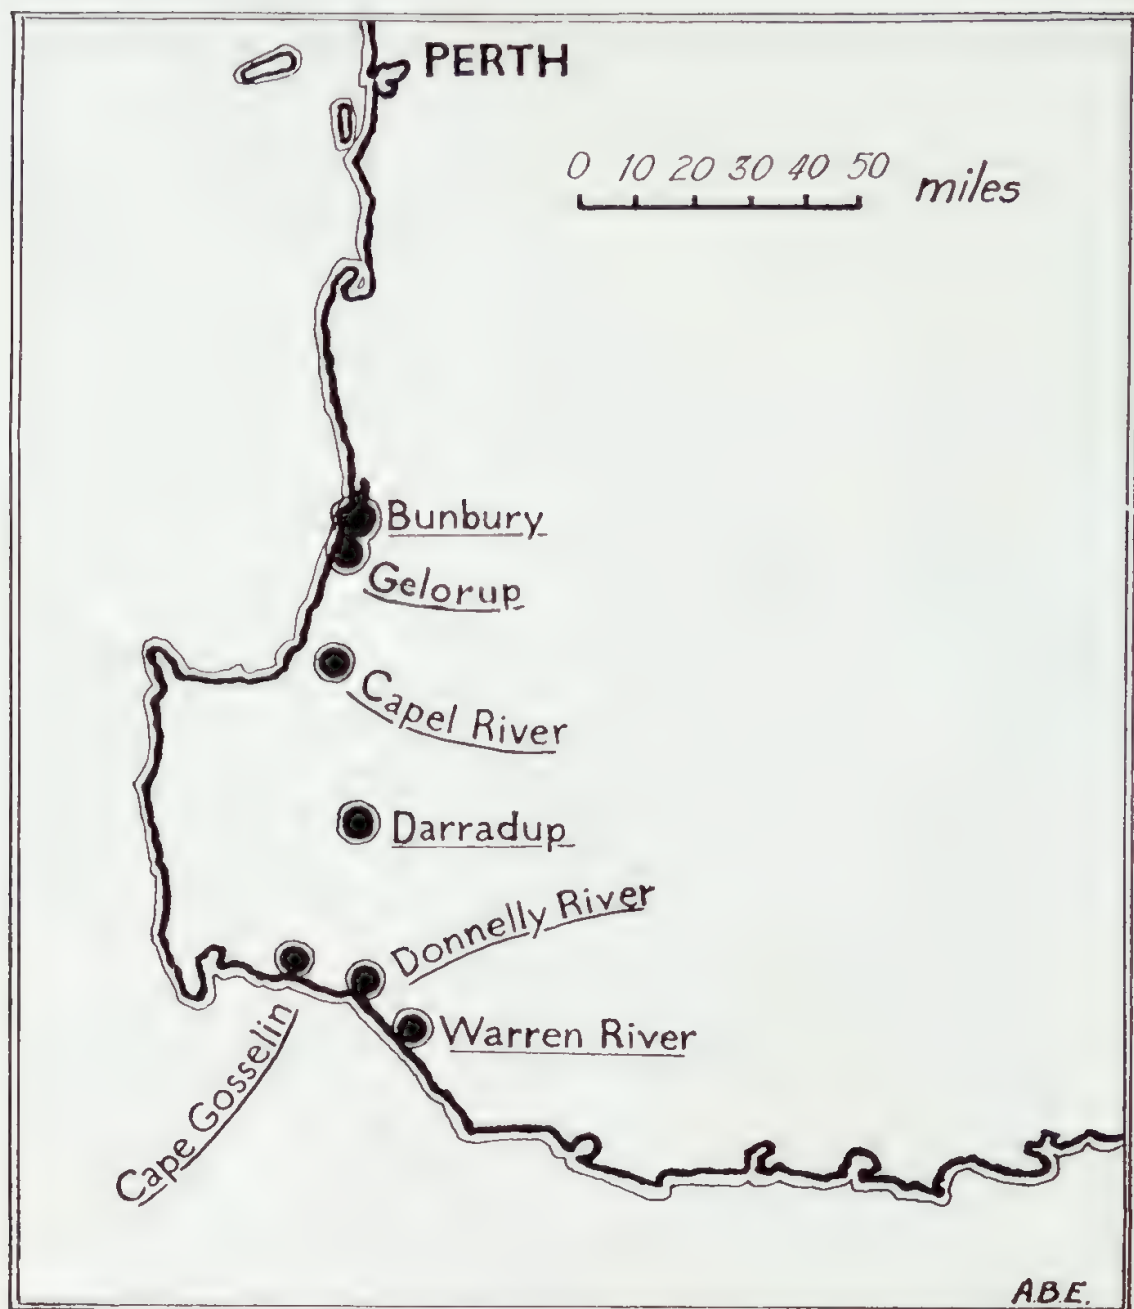 PERTH
0 10 20 30 40 50 miles
Bunbury
Gelorup
Capel River
Darradup
Donnelly River
Warren River
Cape Gosselin
A.B.E.